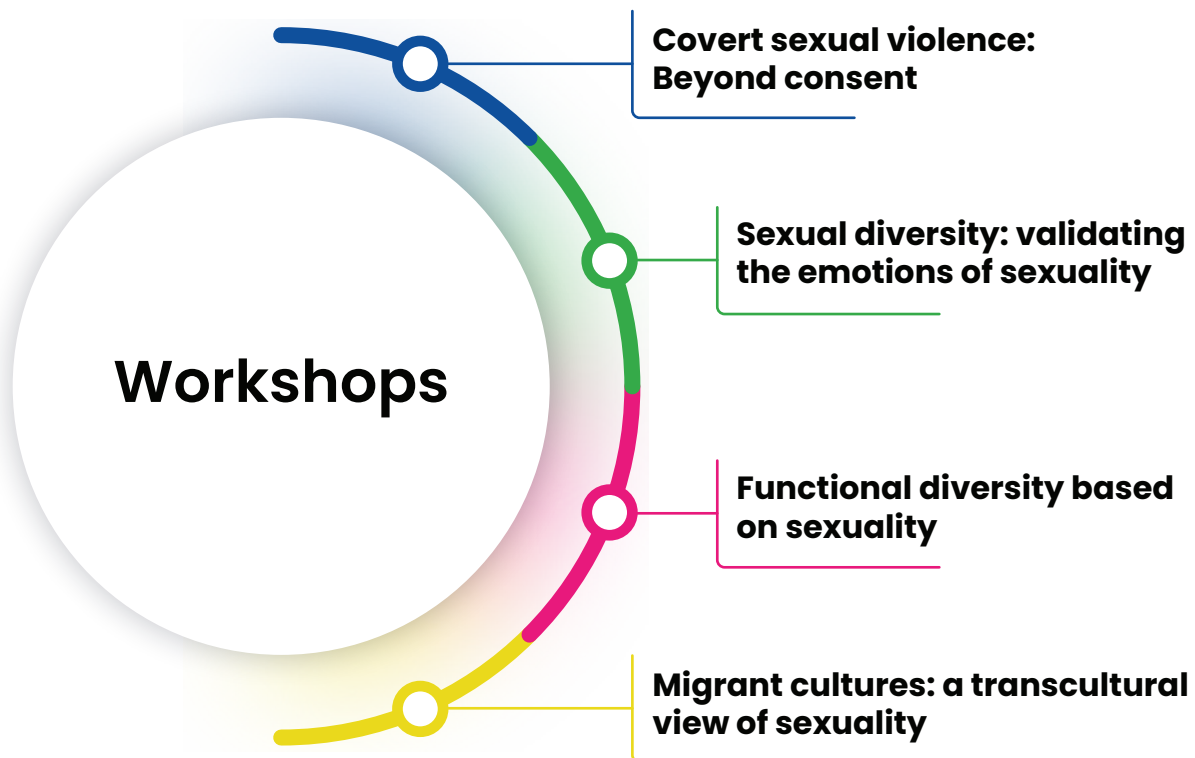 Workshops
Covert sexual violence:
Beyond consent
Sexual diversity: validating
the emotions of sexuality
Functional diversity based
on sexuality
Migrant cultures: a transcultural
view of sexuality